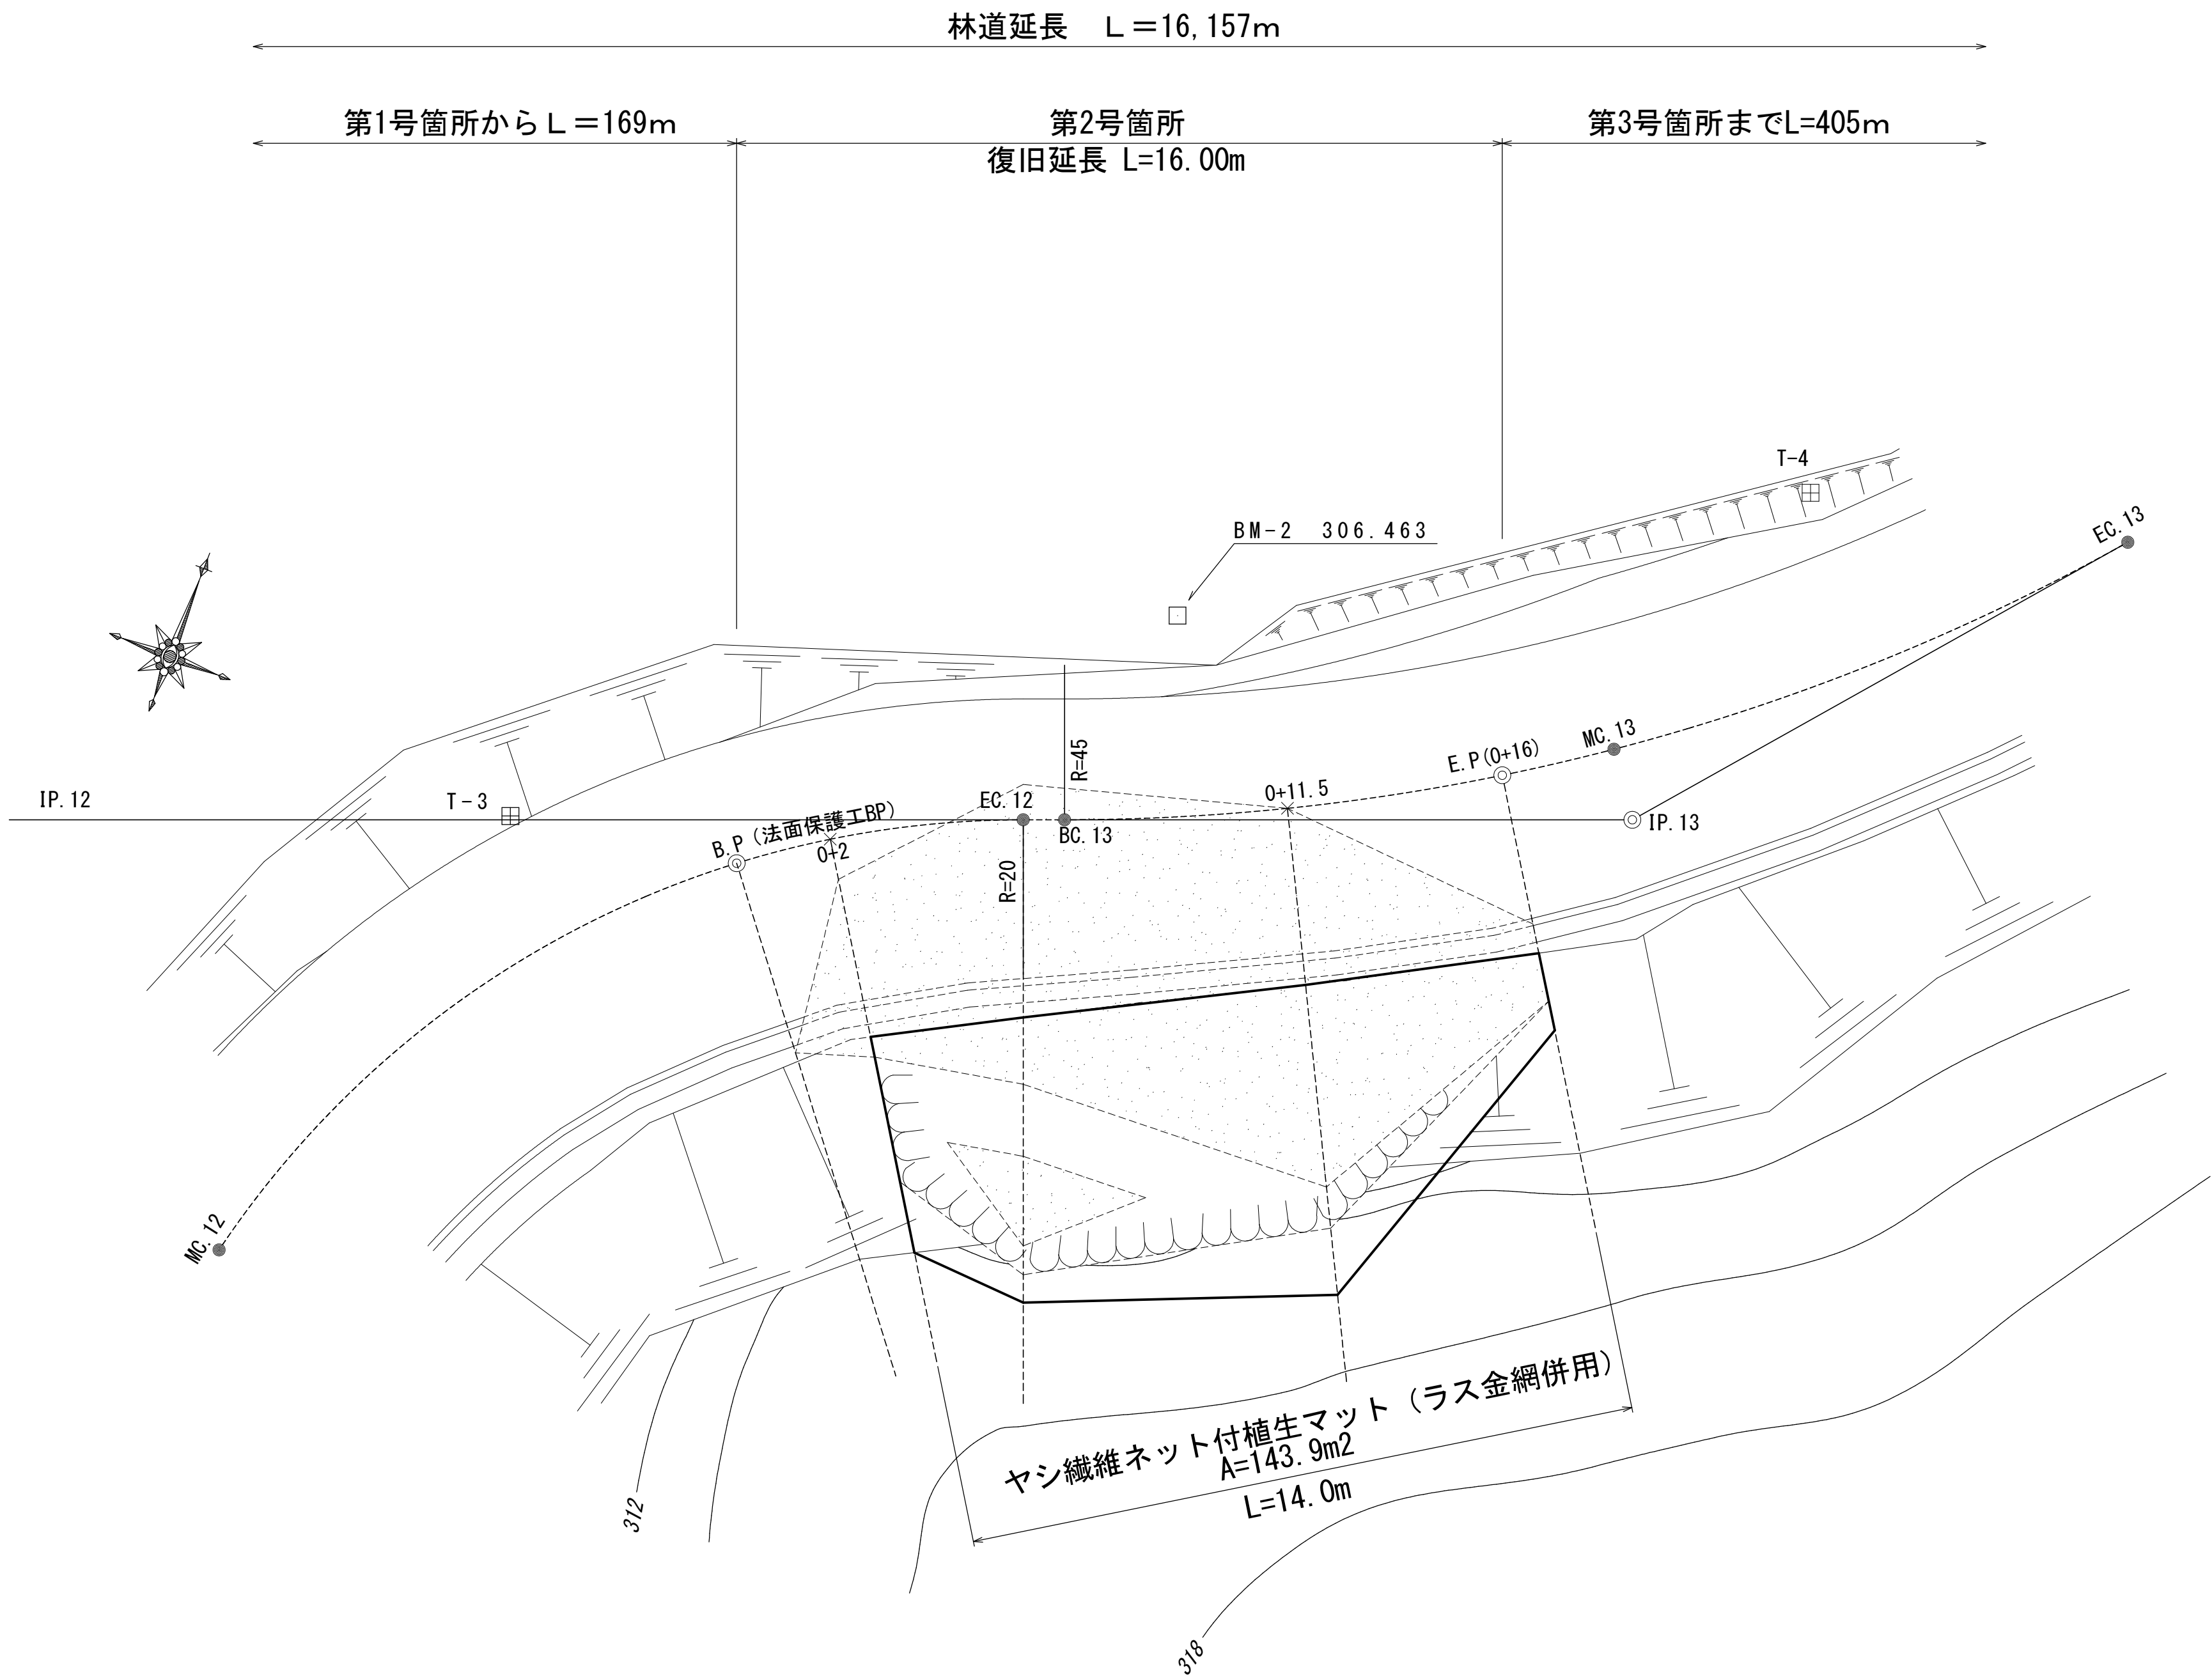 林道延長　Ｌ＝16,157ｍ
第1号箇所からＬ＝169ｍ
第2号箇所
第3号箇所までL=405ｍ
復旧延長 L=16.00m
T-4
BM-2　306.463
EC.13
MC.13
R=45
E.P(0+16)
IP.12
T-3
EC.12
0+11.5
B.P（法面保護工BP）
BC.13
IP.13
0+2
R=20
MC.12
ヤシ繊維ネット付植生マット（ラス金網併用）
A=143.9m2
L=14.0m
312
318